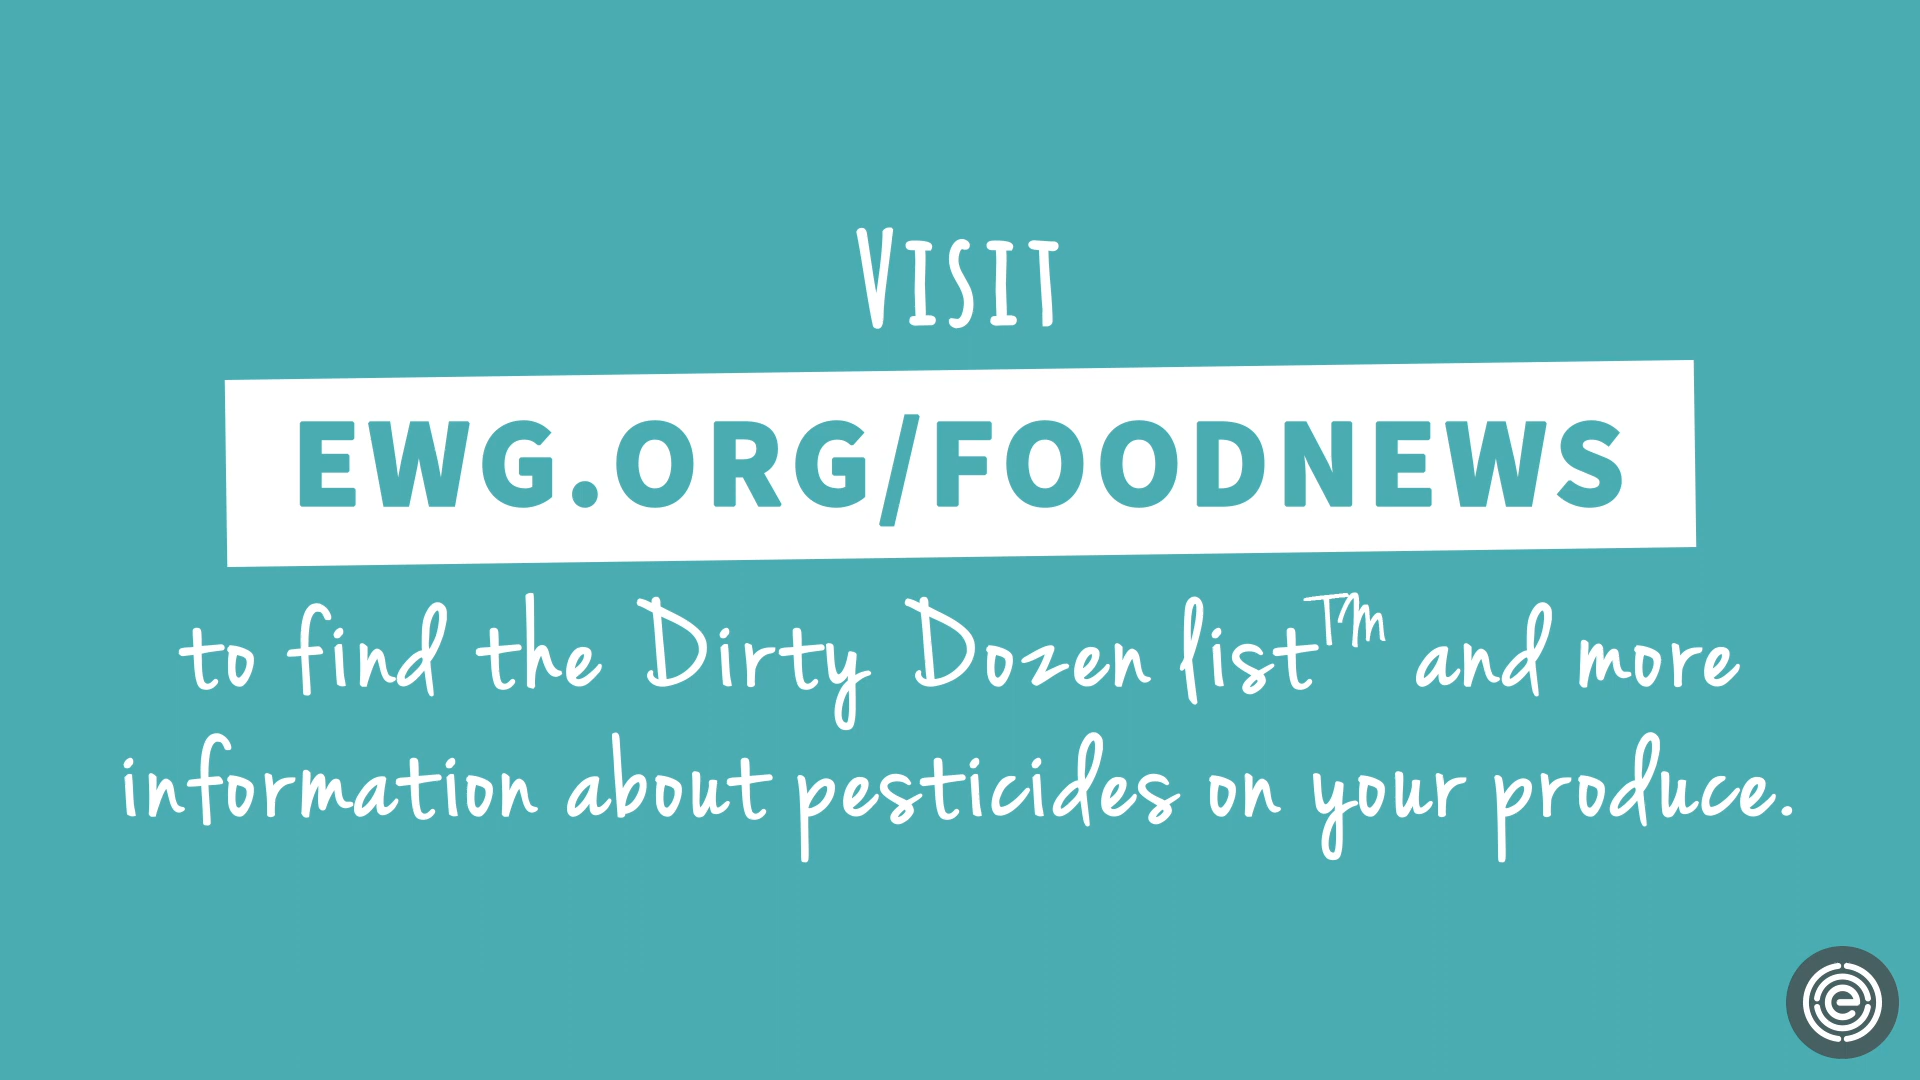 Visit
EWG.ORG/FOODNEWS
to find the Dirty Dozen list™ and more
information about pesticides on your produce.
e